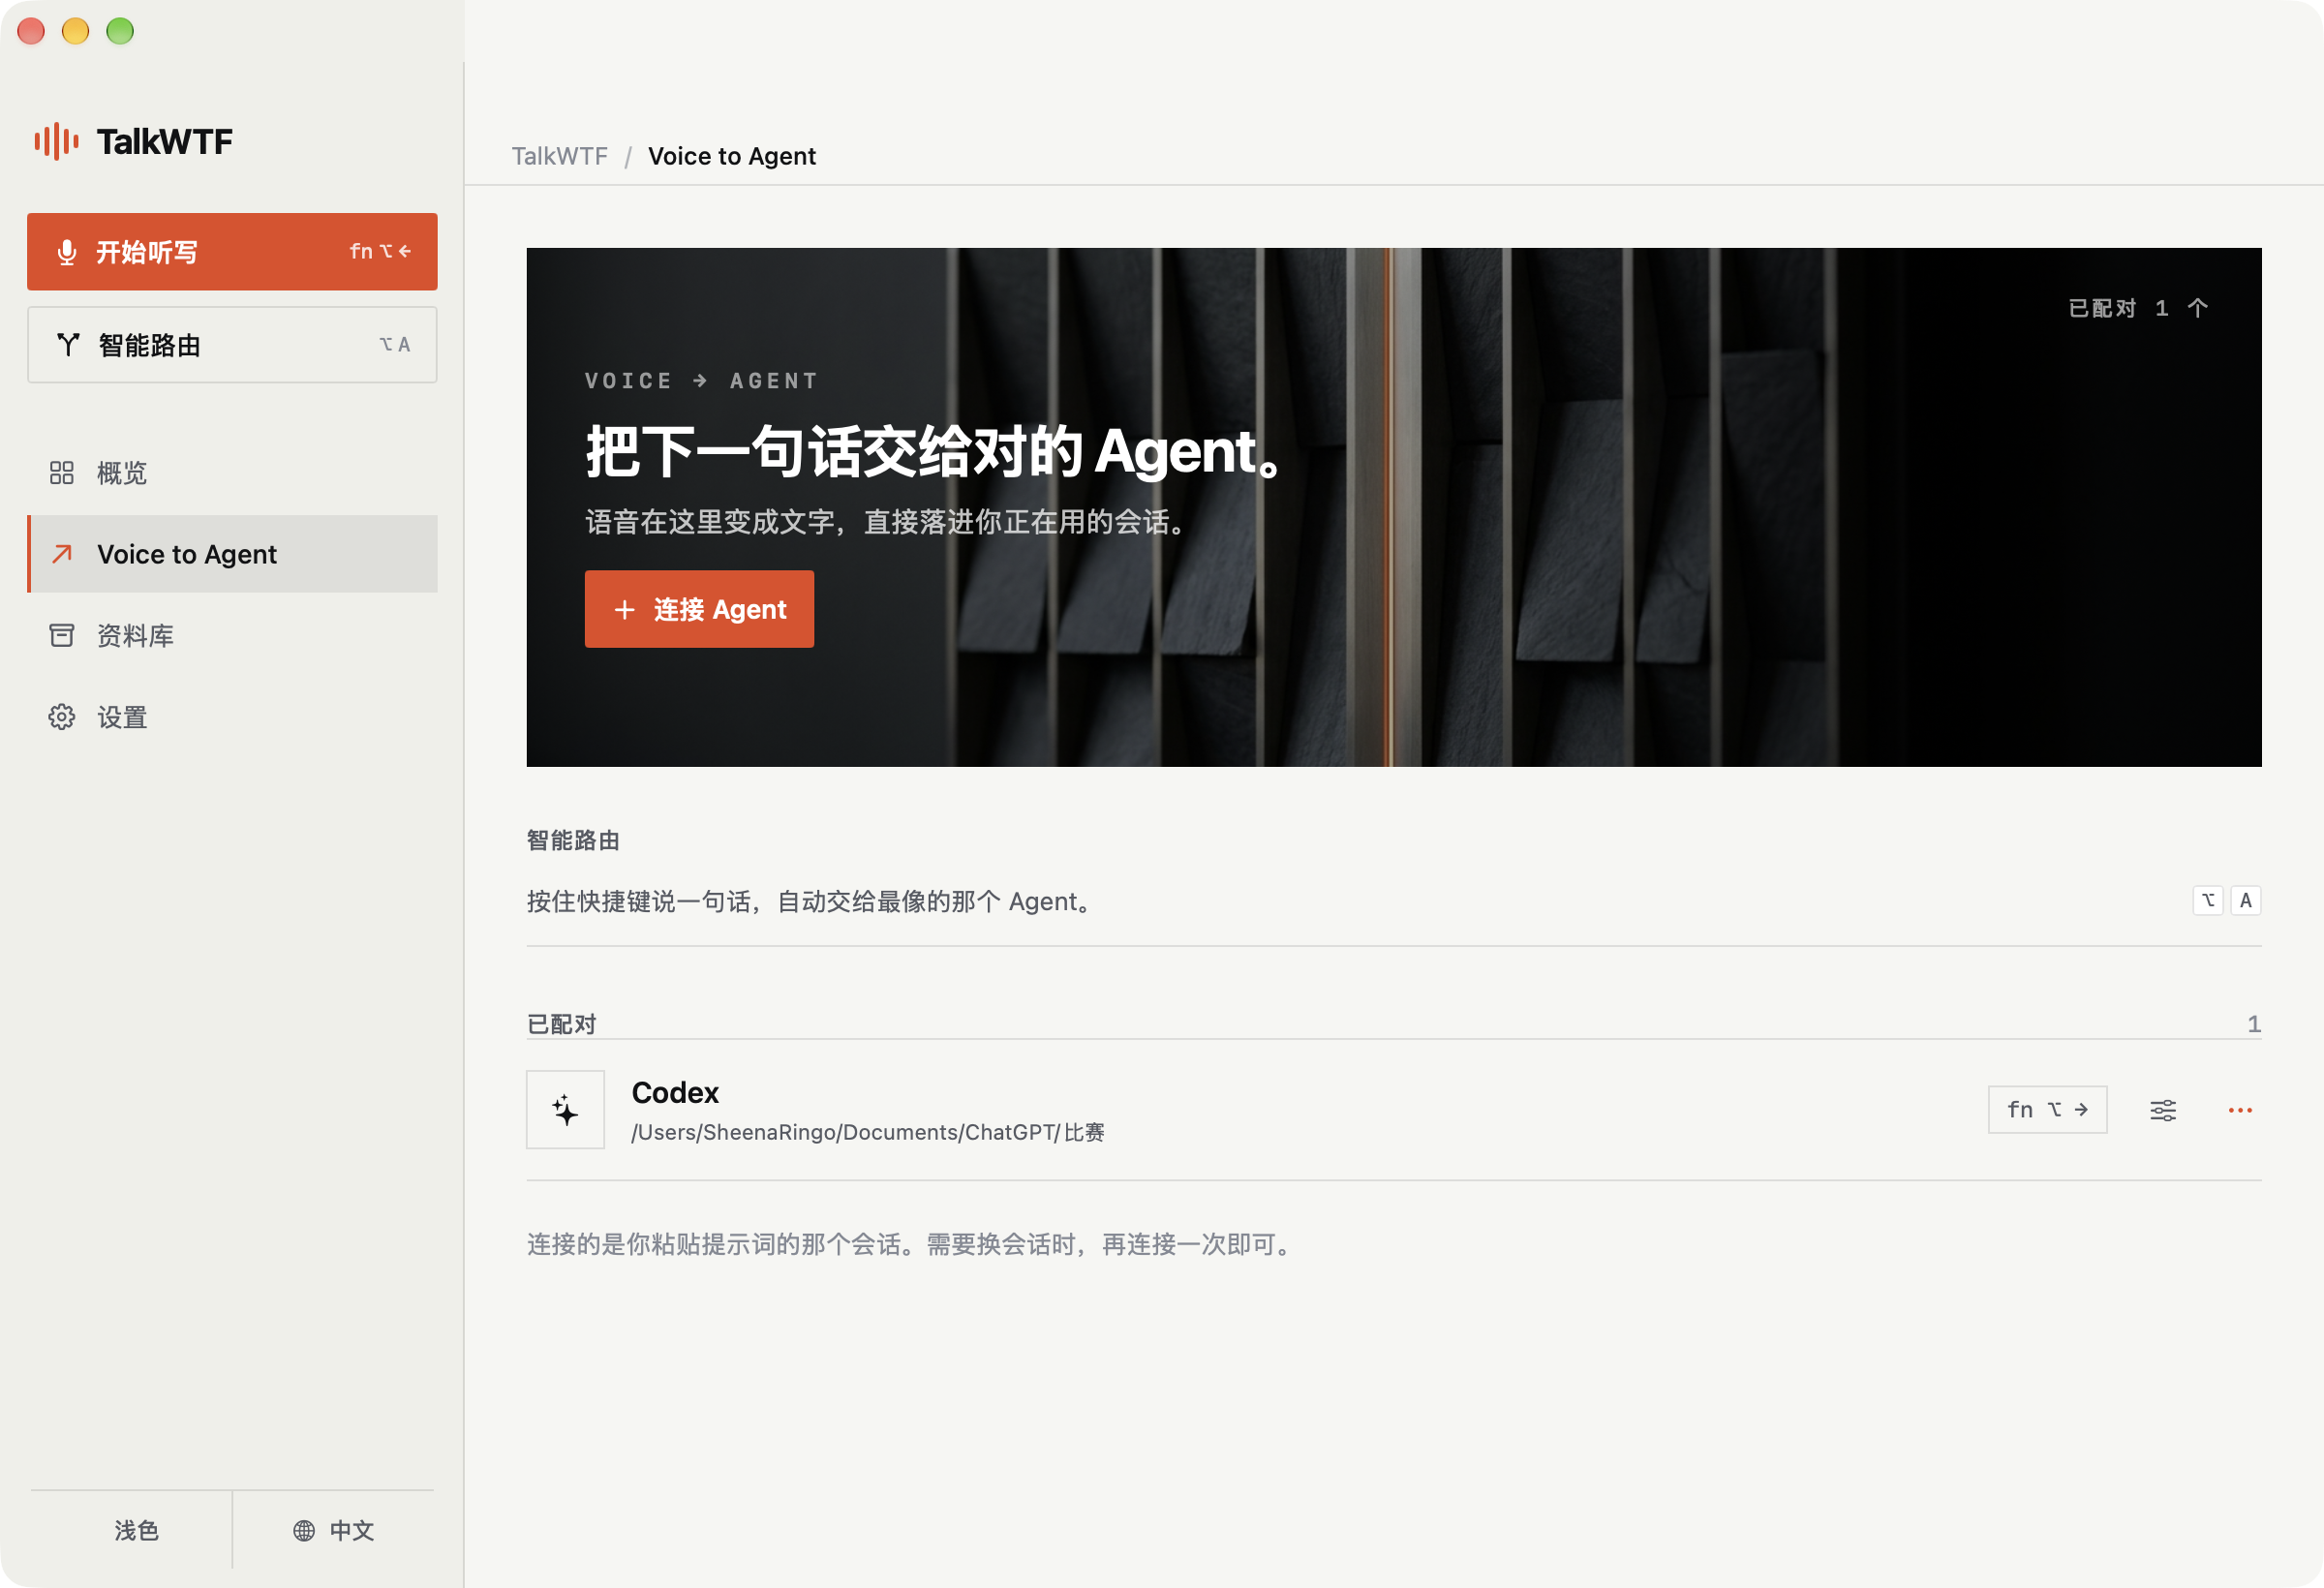 TalkWTF
开始听写 fn ⌥ ←
智能路由 ⌥ A
概览
Voice to Agent
资料库
设置
浅色
中文
TalkWTF / Voice to Agent
已配对 1 个
VOICE → AGENT
把下一句话交给对的 Agent。
语音在这里变成文字，直接落进你正在用的会话。
+ 连接 Agent
智能路由
按住快捷键说一句话，自动交给最像的那个 Agent。 ⌥ A
已配对 1
Codex
/Users/SheenaRingo/Documents/ChatGPT/比赛
fn ⌥ →
连接的是你粘贴提示词的那个会话。需要换会话时，再连接一次即可。